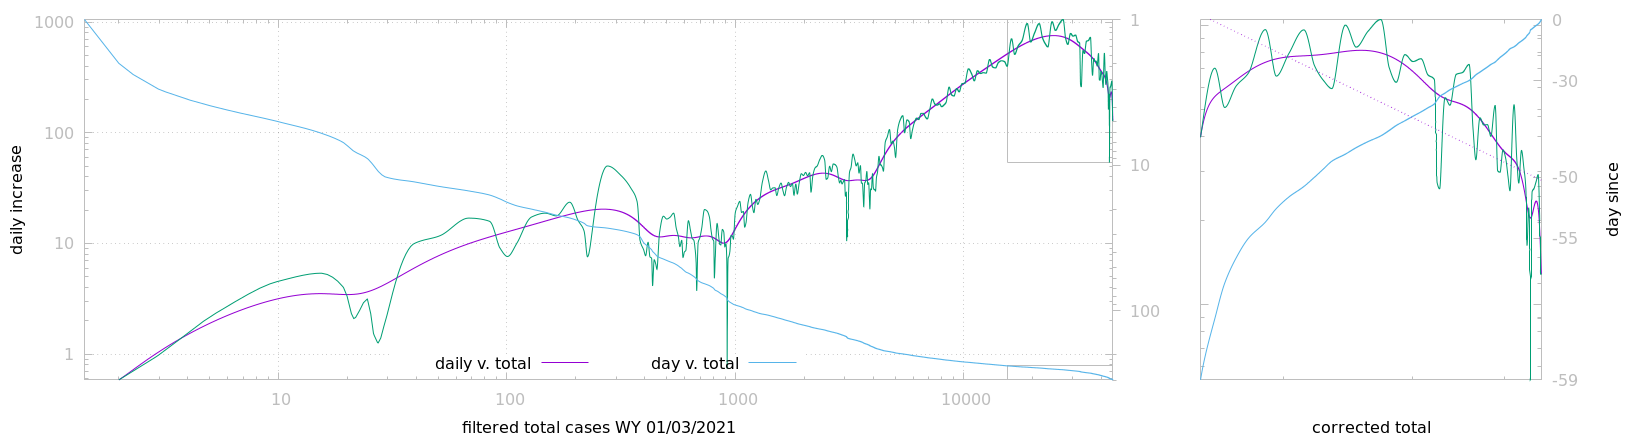 1000
100
10
1
daily increase
daily v. total
day v. total
10
100
1000
10000
filtered total cases WY 01/03/2021
1
10
100
0
-30
-50
-55
-59
day since
corrected total